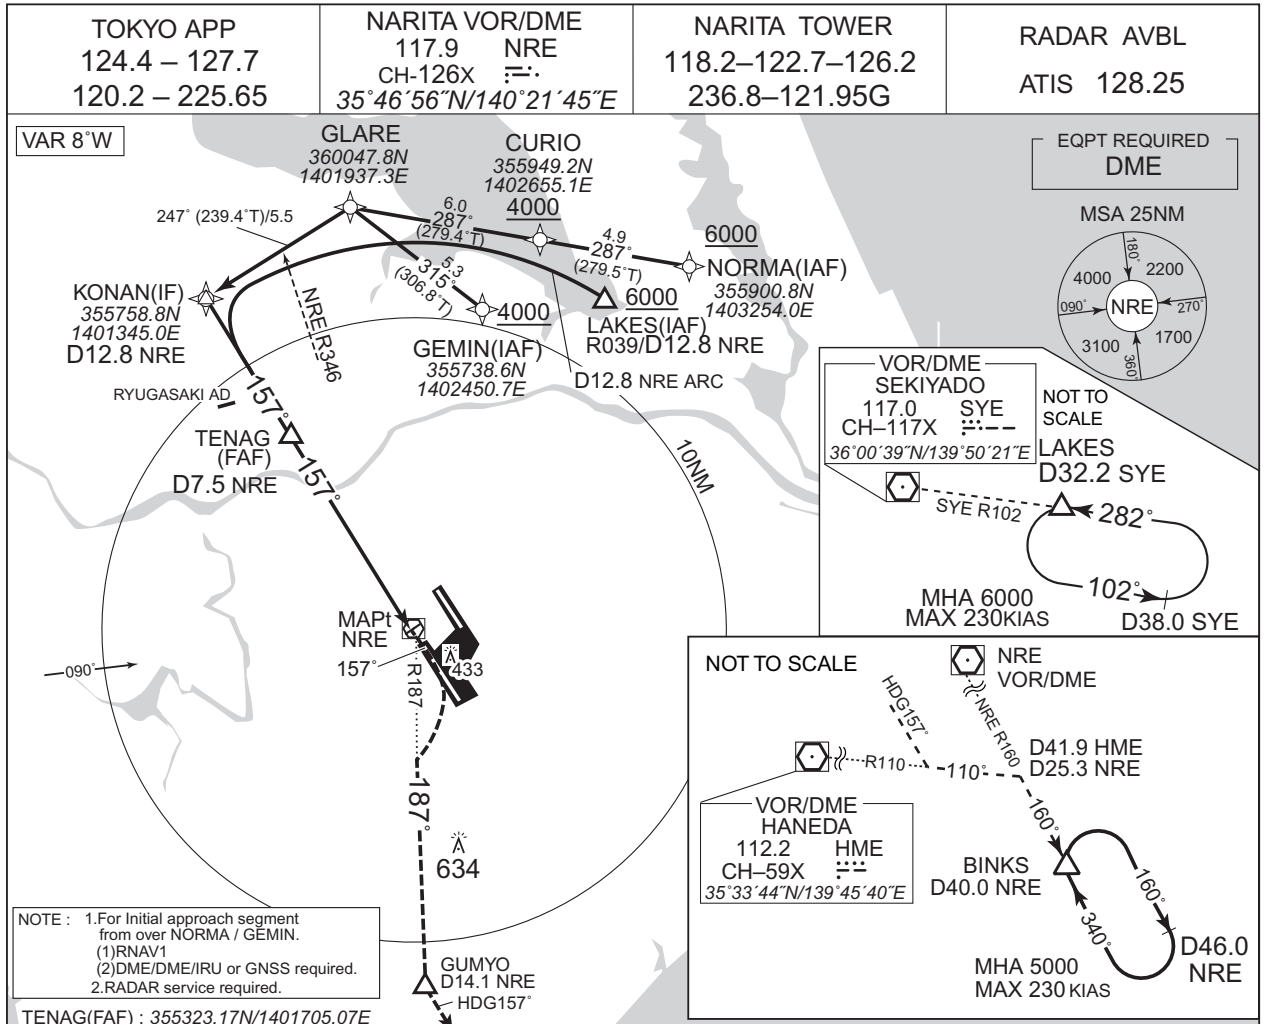 TOKYO APP
124.4 – 127.7
120.2 – 225.65
NARITA VOR/DME
117.9 NRE
CH-126X
35°46´56˝N/140°21´45˝E
NARITA TOWER
118.2–122.7–126.2
236.8–121.95G
RADAR AVBL
ATIS 128.25
VAR 8°W
GLARE
360047.8N
1401937.3E
CURIO
355949.2N
1402655.1E
4000
EQPT REQUIRED
DME
MSA 25NM
180°
4000
2200
090°
NRE
270°
3100
1700
360°
247° (239.4°T)/5.5
6.0
287°
(279.4°T)
4.9
287°
(279.5°T)
6000
NORMA(IAF)
355900.8N
1403254.0E
5.3
315°
(306.8°T)
KONAN(IF)
355758.8N
1401345.0E
D12.8 NRE
NRE R346
4000
GEMIN(IAF)
355738.6N
1402450.7E
6000
LAKES(IAF)
R039/D12.8 NRE
D12.8 NRE ARC
RYUGASAKI AD
157°
TENAG
(FAF)
D7.5 NRE
157°
10NM
VOR/DME
SEKIYADO
117.0 SYE
CH–117X
36°00´39˝N/139°50´21˝E
NOT TO
SCALE
LAKES
D32.2 SYE
SYE R102
282°
102°
MHA 6000
MAX 230KIAS
D38.0 SYE
MAPt
NRE
157°
433
R187
090°
187°
634
NOT TO SCALE
NRE
VOR/DME
HDG157°
NRE R160
D41.9 HME
D25.3 NRE
R110
110°
VOR/DME
HANEDA
112.2 HME
CH–59X
35°33´44˝N/139°45´40˝E
160°
BINKS
D40.0 NRE
160°
340°
D46.0
NRE
MHA 5000
MAX 230 KIAS
NOTE : 1.For Initial approach segment
from over NORMA / GEMIN.
(1)RNAV1
(2)DME/DME/IRU or GNSS required.
2.RADAR service required.
GUMYO
D14.1 NRE
HDG157°
TENAG(FAF) : 355323.17N/1401705.07E